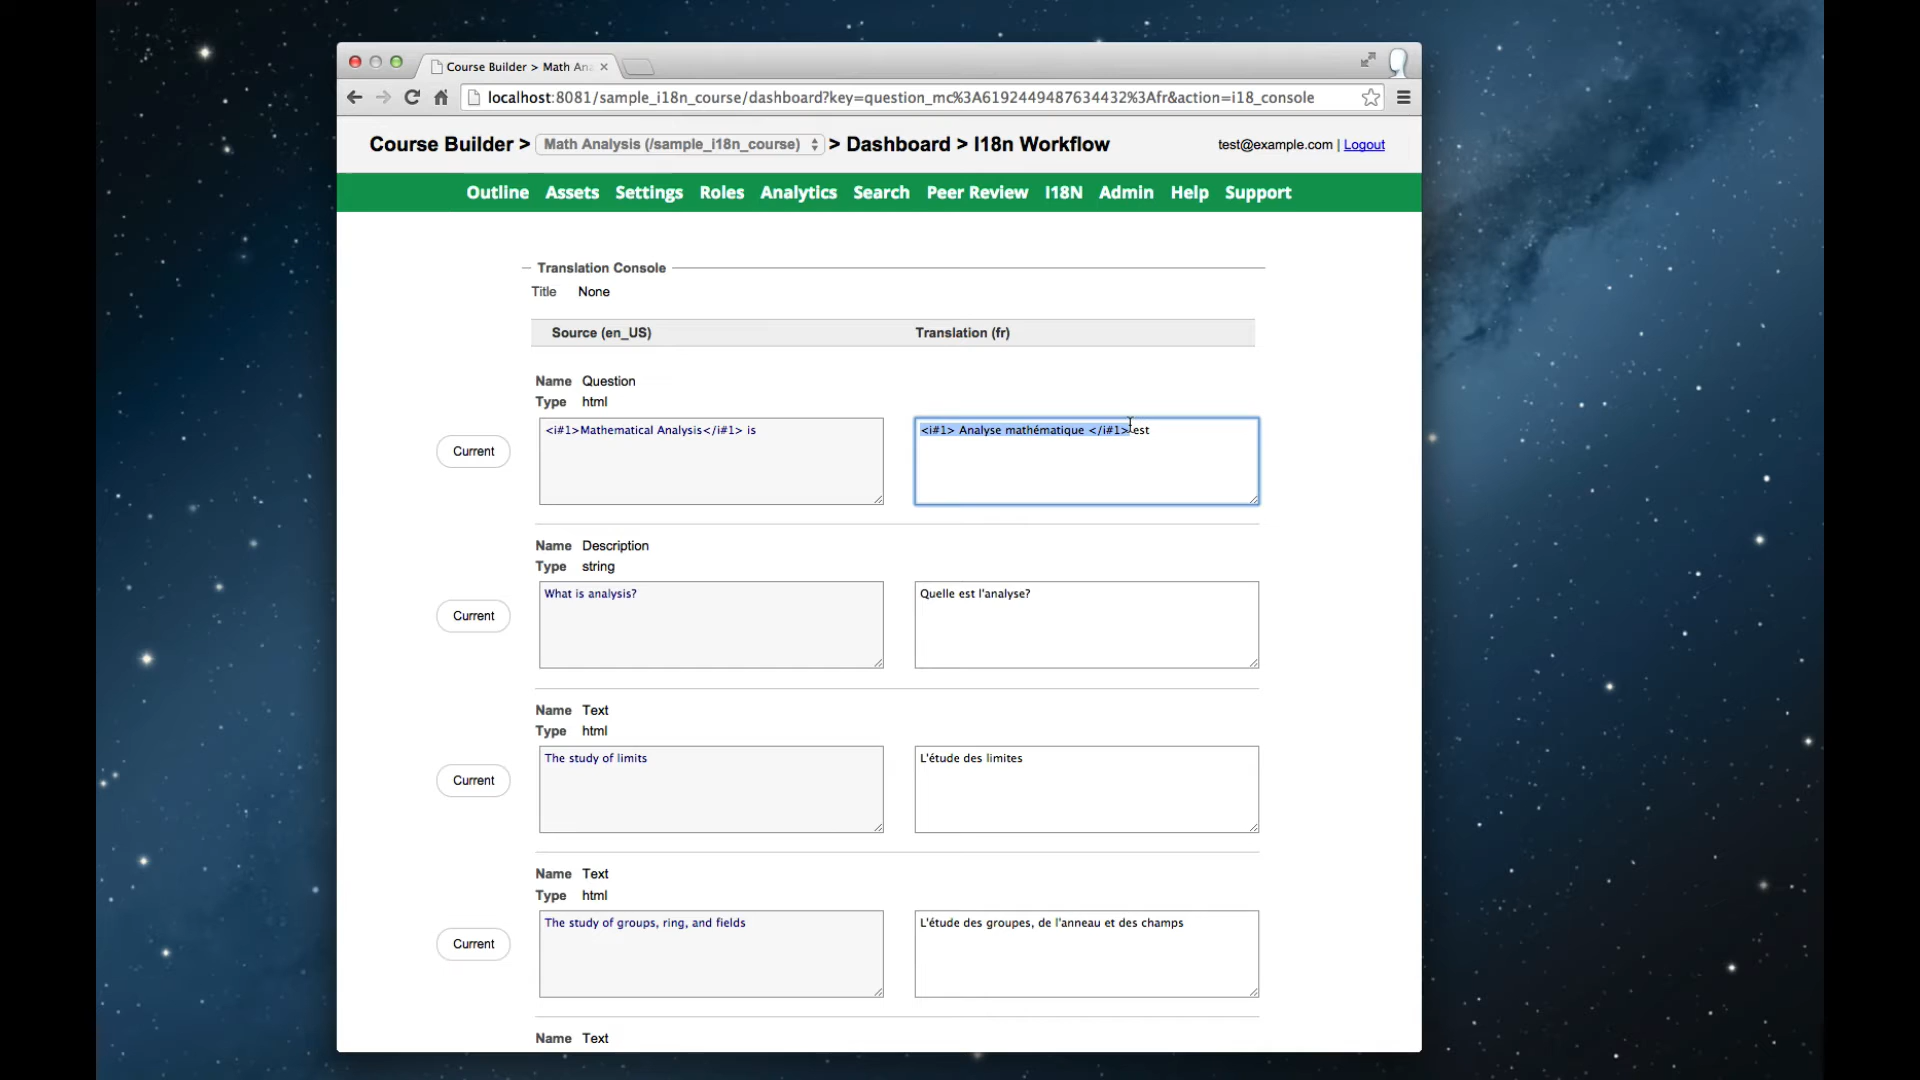 Course Builder > Math An
localhost:8081/sample_i18n_course/dashboard?key=question_mc%3A6192449487634432%3Afr&action=i18_console
Course Builder > Math Analysis (/sample_i18n_course) > Dashboard > I18n Workflow
test@example.com | Logout
Outline Assets Settings Roles Analytics Search Peer Review I18N Admin Help Support
Translation Console
Title None
Source (en_US) Translation (fr)
Name Question
Type html
Current
<i#1>Mathematical Analysis</i#1> is
<i#1> Analyse mathématique </i#1> est
Name Description
Type string
Current
What is analysis?
Quelle est l'analyse?
Name Text
Type html
Current
The study of limits
L'étude des limites
Name Text
Type html
Current
The study of groups, ring, and fields
L'étude des groupes, de l'anneau et des champs
Name Text